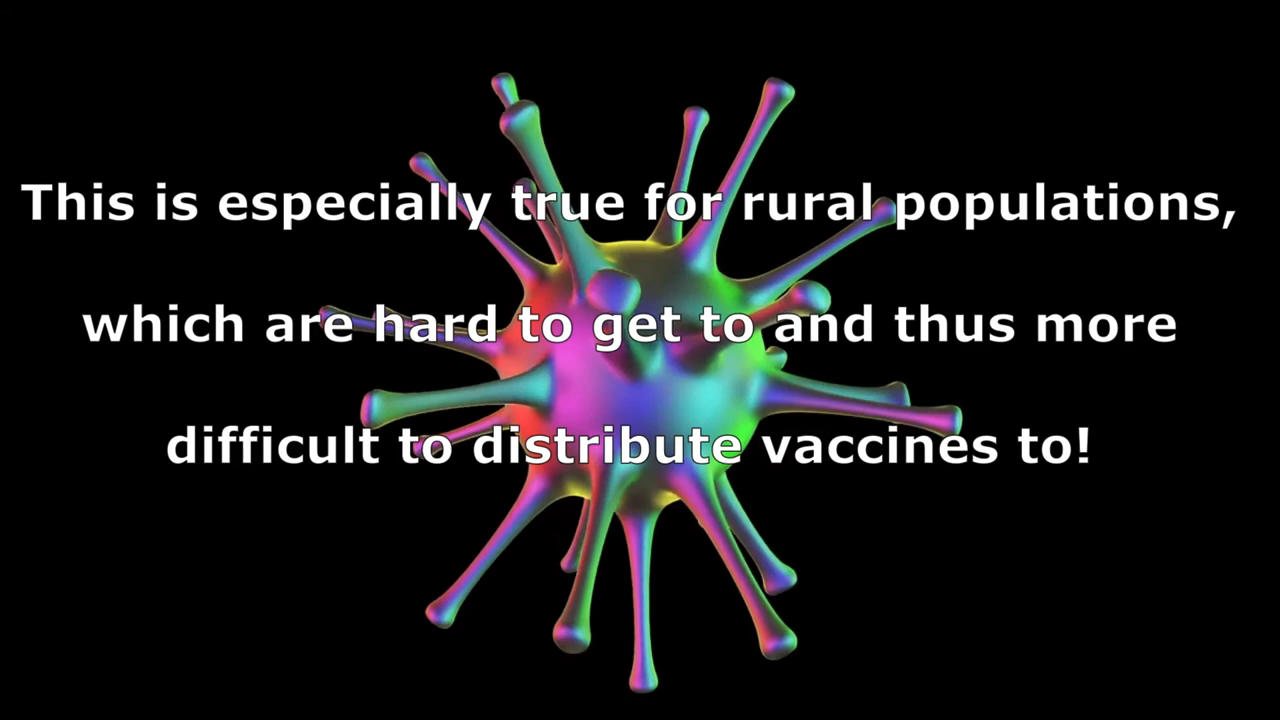 This is especially true for rural populations,
which are hard to get to and thus more
difficult to distribute vaccines to!